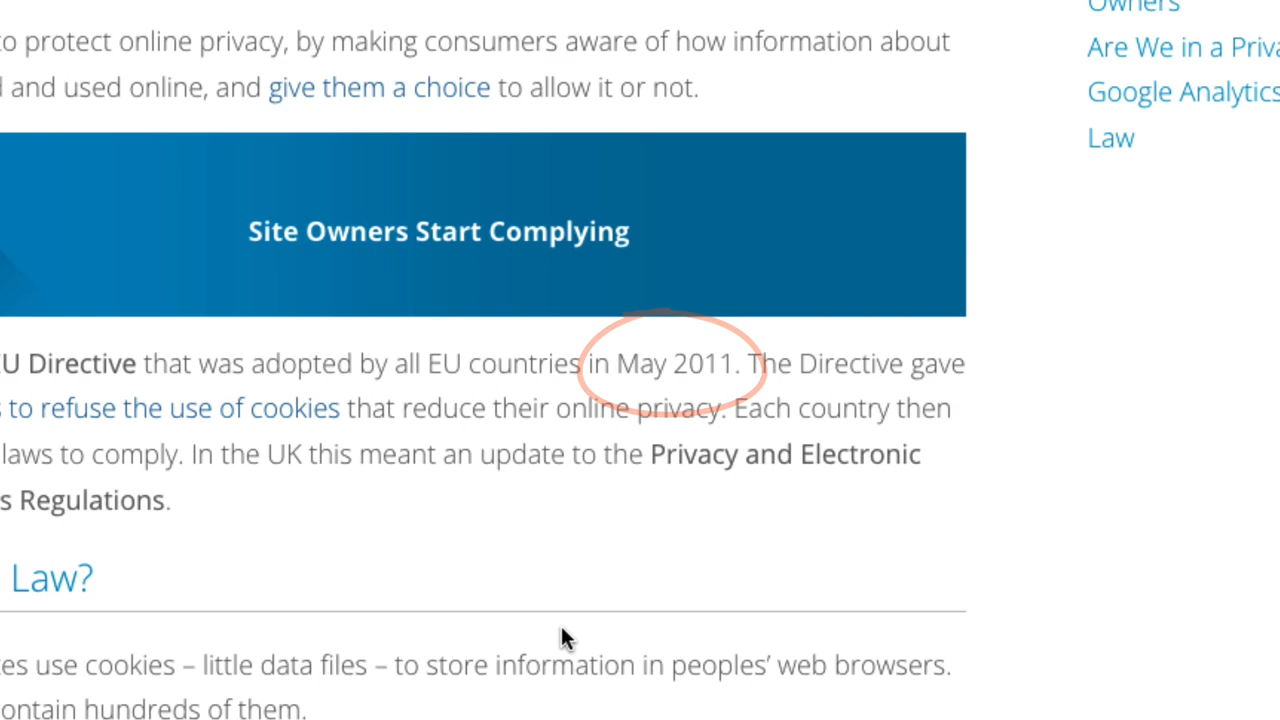 to protect online privacy, by making consumers aware of how information about
and used online, and give them a choice to allow it or not.
Site Owners Start Complying
EU Directive that was adopted by all EU countries in May 2011. The Directive gave
to refuse the use of cookies that reduce their online privacy. Each country then
laws to comply. In the UK this meant an update to the Privacy and Electronic
s Regulations.
Law?
use cookies – little data files – to store information in peoples’ web browsers.
contain hundreds of them.
Owners
Are We in a
Google Analytics
Law